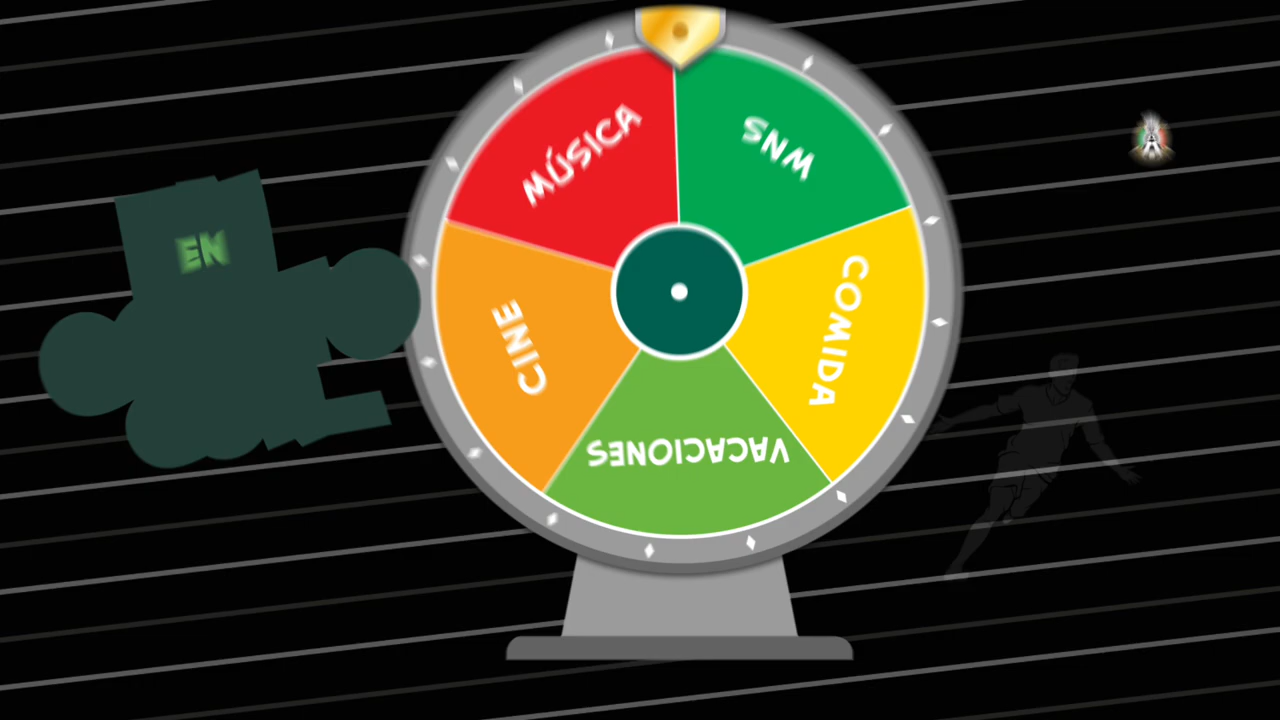 MÚSICA
SNM
EN
COMIDA
CINE
VACACIONES